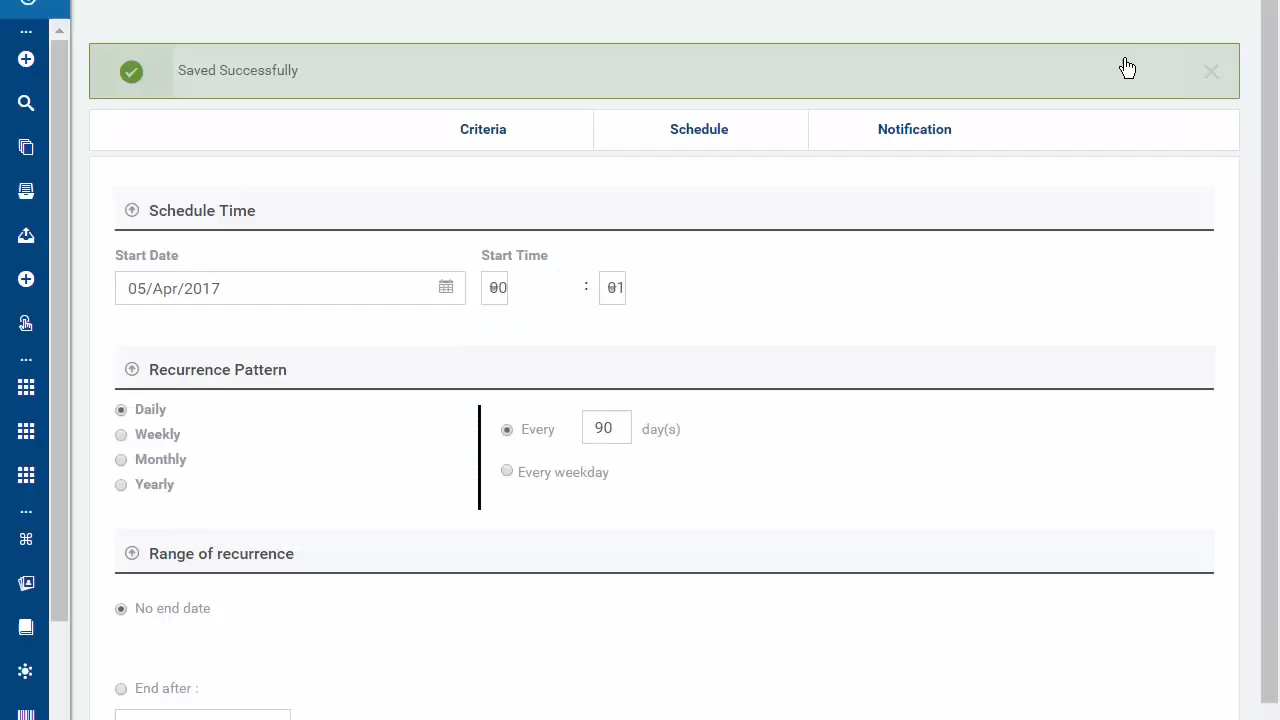 Saved Successfully
Criteria Schedule Notification
Schedule Time
Start Date Start Time
05/Apr/2017 00 : 01
Recurrence Pattern
Daily
Weekly
Monthly
Yearly
Every 90 day(s)
Every weekday
Range of recurrence
No end date
End after :